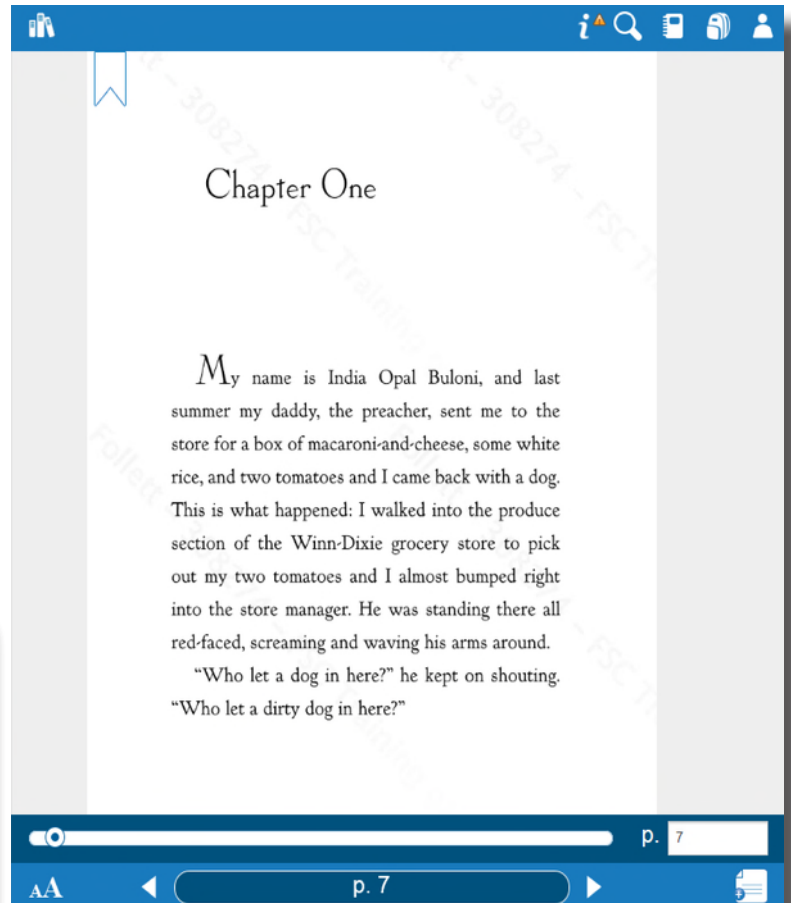 Chapter One
My name is India Opal Buloni, and last
summer my daddy, the preacher, sent me to the
store for a box of macaroni-and-cheese, some white
rice, and two tomatoes and I came back with a dog.
This is what happened: I walked into the produce
section of the Winn-Dixie grocery store to pick
out my two tomatoes and I almost bumped right
into the store manager. He was standing there all
red-faced, screaming and waving his arms around.
“Who let a dog in here?” he kept on shouting.
“Who let a dirty dog in here?”
p. 7
AA
p. 7